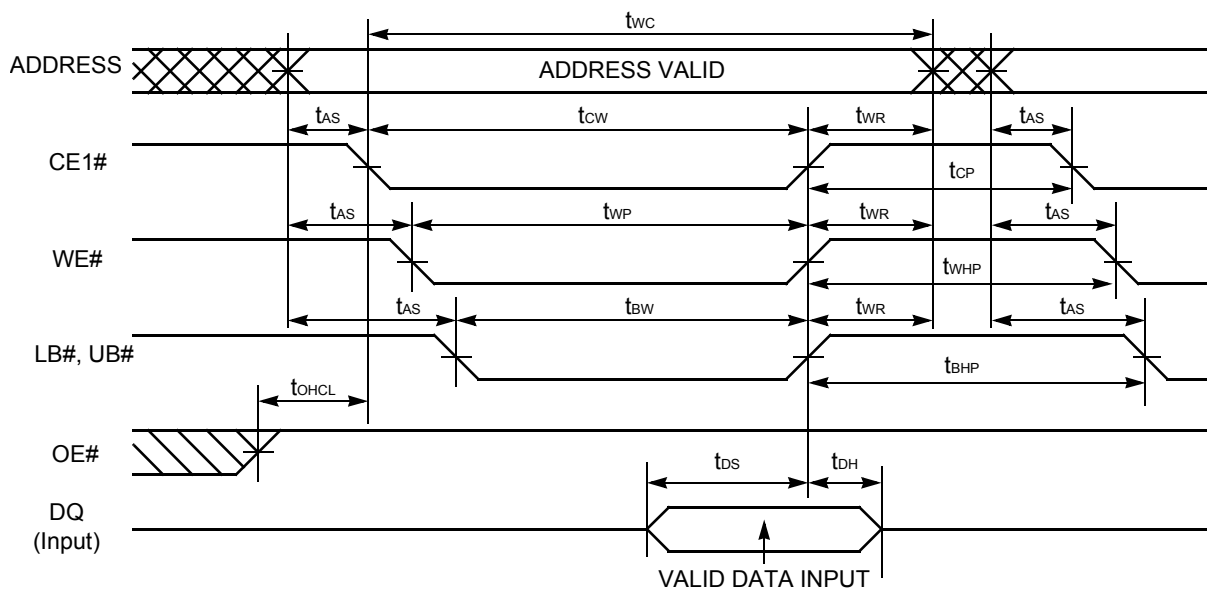 tWC
ADDRESS
ADDRESS VALID
tAS
tCW
tWR
tAS
CE1#
tCP
tAS
tWP
tWR
tAS
WE#
tWHP
tAS
tBW
tWR
tAS
LB#, UB#
tBHP
tOHCL
OE#
tDS
tDH
DQ
(Input)
VALID DATA INPUT